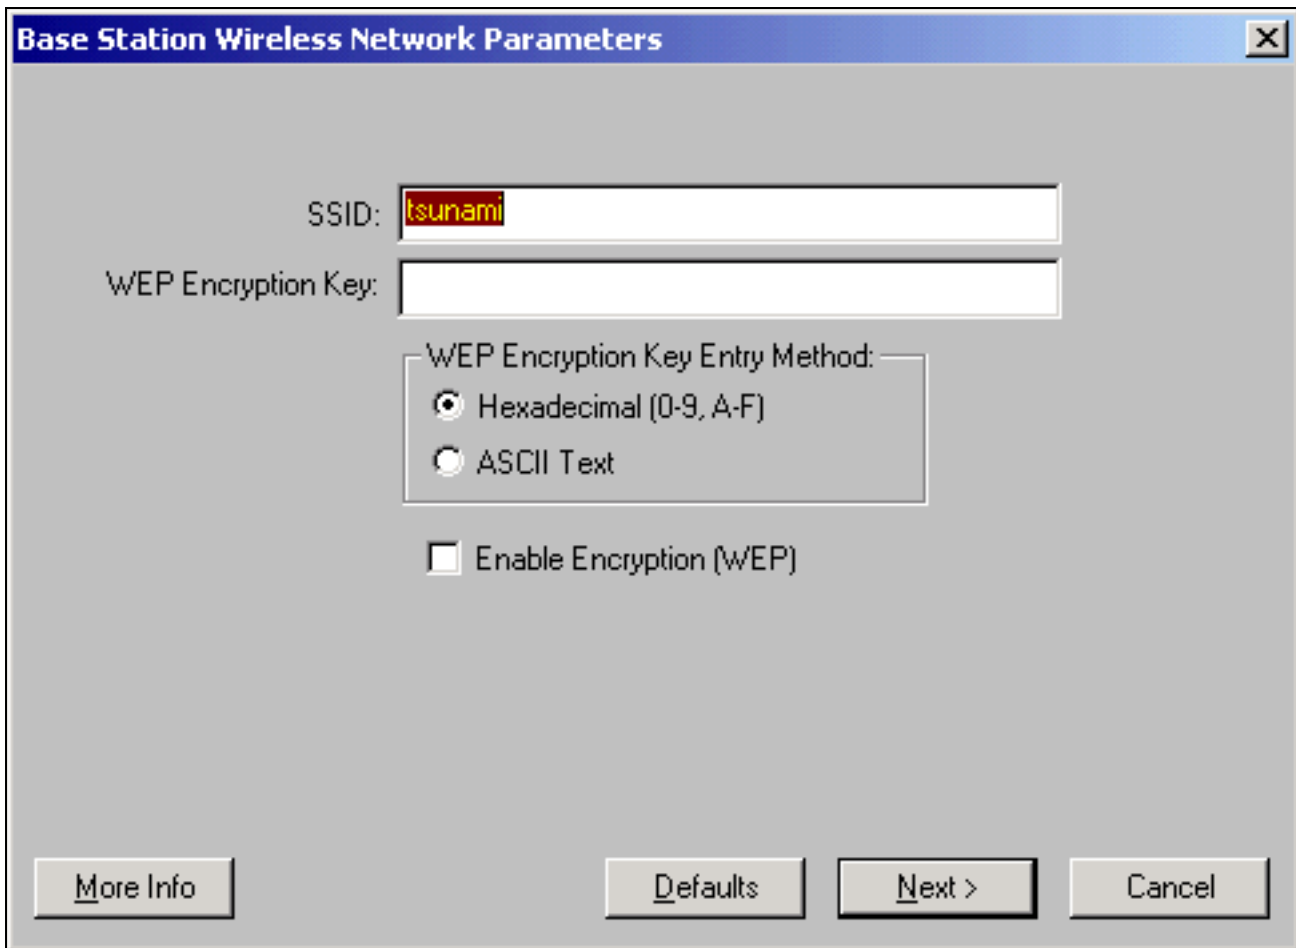 Base Station Wireless Network Parameters
SSID: tsunami
WEP Encryption Key:
WEP Encryption Key Entry Method:
Hexadecimal (0-9, A-F)
ASCII Text
Enable Encryption (WEP)
More Info Defaults Next > Cancel